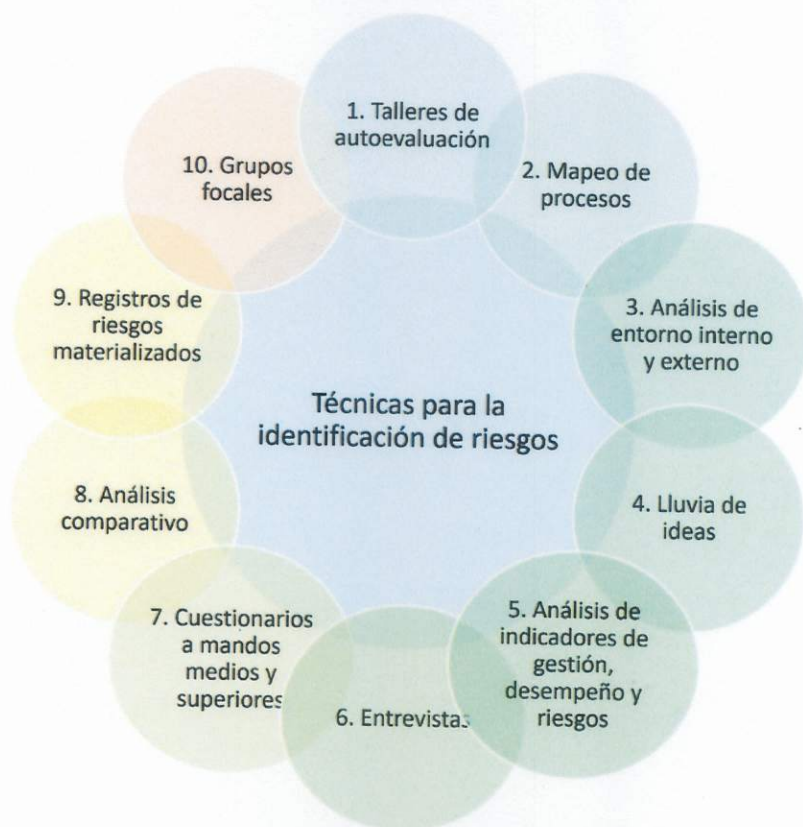 1. Talleres de
autoevaluación
2. Mapeo de
procesos
3. Análisis de
entorno interno
y externo
4. Lluvia de
ideas
5. Análisis de
indicadores de
gestión,
desempeño y
riesgos
6. Entrevistas
7. Cuestionarios
a mandos
medios y
superiores
8. Análisis
comparativo
9. Registros de
riesgos
materializados
10. Grupos
focales
Técnicas para la
identificación de riesgos